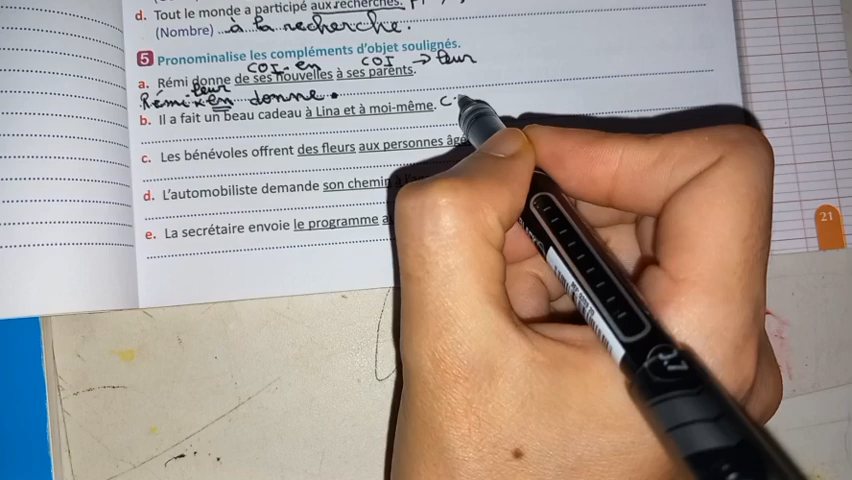 d. Tout le monde a participé aux recherches.
(Nombre) à la recherche.
5 Pronominalise les compléments d'objet soulignés.
COI - en COI → leur
a. Rémi donne de ses nouvelles à ses parents.
leur
Rémi en donne.
b. Il a fait un beau cadeau à Lina et à moi-même. C
c. Les bénévoles offrent des fleurs aux personnes
d. L'automobiliste demande son chemin
e. La secrétaire envoie le programme
21
0.7